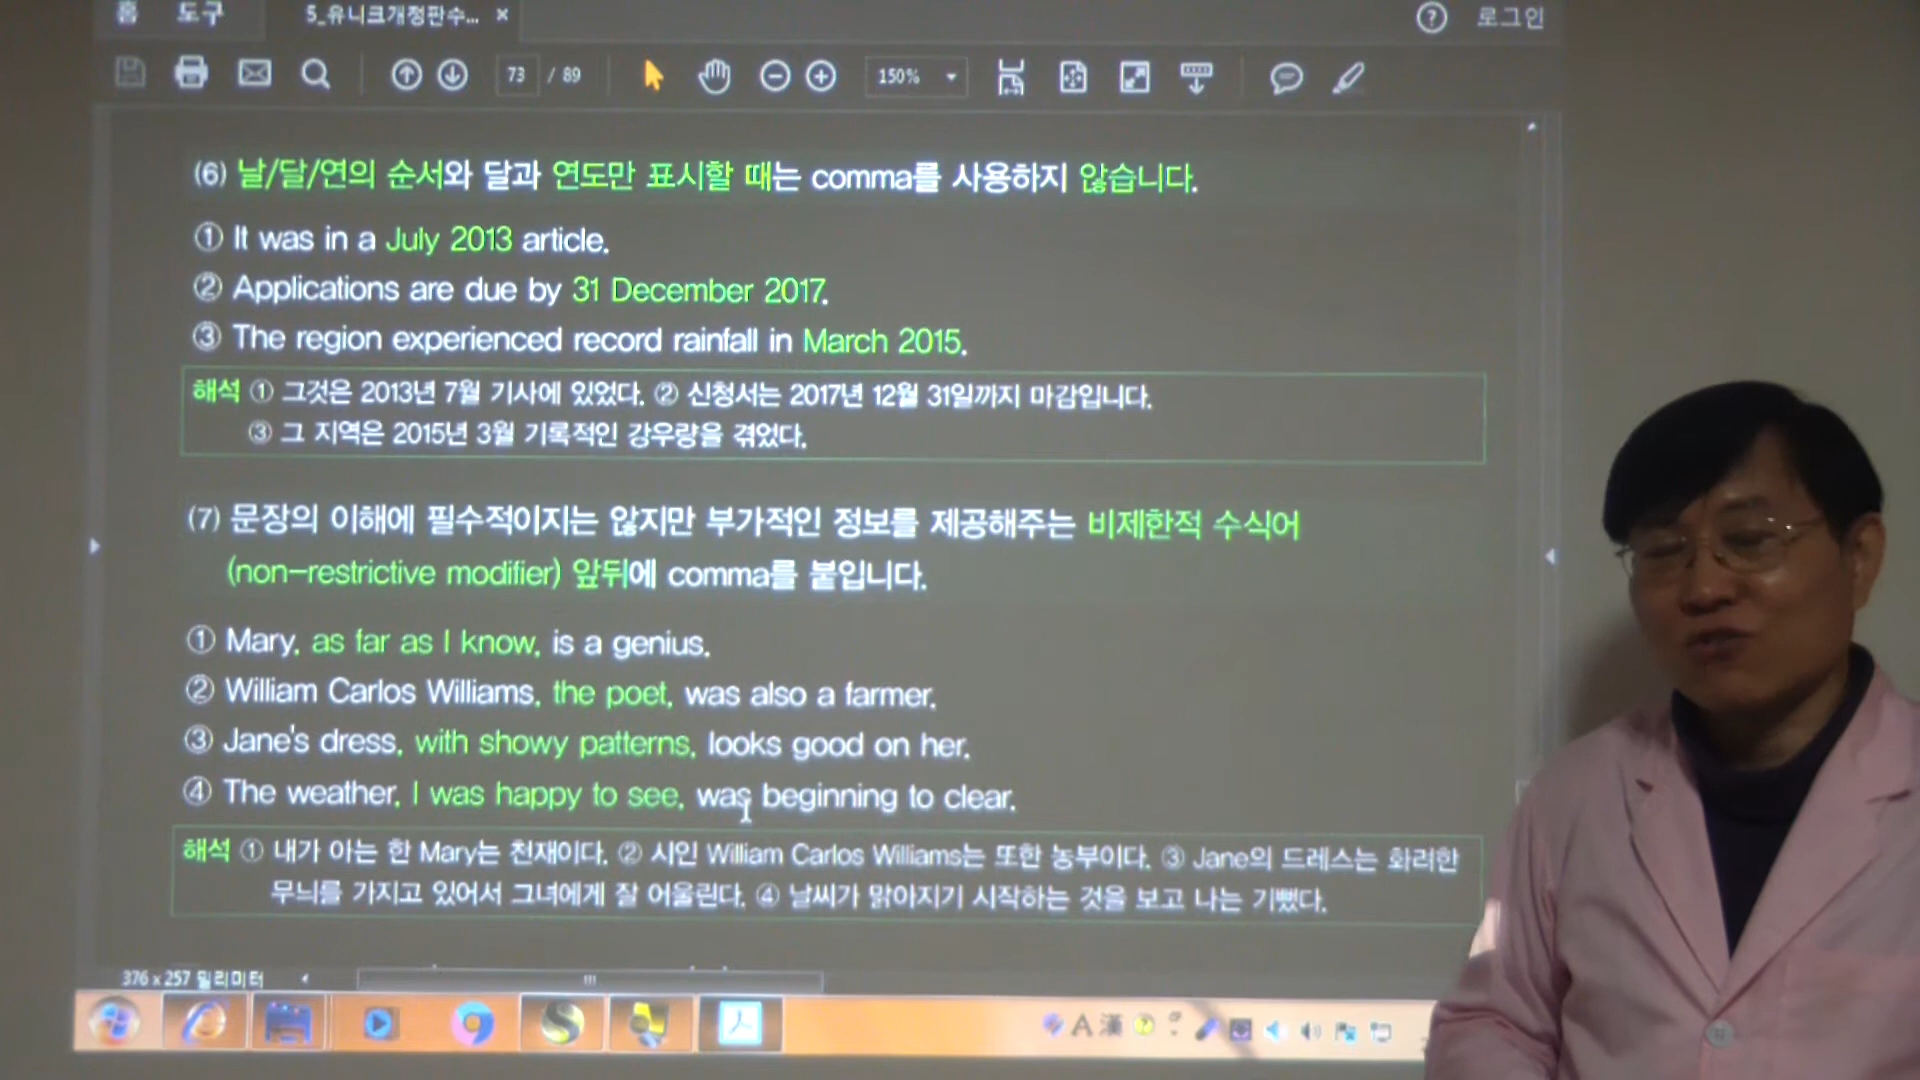 홈 도구 5_유니크개정판수... × ? 로그인
73 / 89 150%
(6) 날/달/연의 순서와 달과 연도만 표시할 때는 comma를 사용하지 않습니다.
① It was in a July 2013 article.
② Applications are due by 31 December 2017.
③ The region experienced record rainfall in March 2015.
해석 ① 그것은 2013년 7월 기사에 있었다. ② 신청서는 2017년 12월 31일까지 마감입니다.
③ 그 지역은 2015년 3월 기록적인 강우량을 겪었다.
(7) 문장의 이해에 필수적이지는 않지만 부가적인 정보를 제공해주는 비제한적 수식어
(non-restrictive modifier) 앞뒤에 comma를 붙입니다.
① Mary, as far as I know, is a genius.
② William Carlos Williams, the poet, was also a farmer.
③ Jane's dress, with showy patterns, looks good on her.
④ The weather, I was happy to see, was beginning to clear.
해석 ① 내가 아는 한 Mary는 천재이다. ② 시인 William Carlos Williams는 또한 농부이다. ③ Jane의 드레스는 화려한
무늬를 가지고 있어서 그녀에게 잘 어울린다. ④ 날씨가 맑아지기 시작하는 것을 보고 나는 기뻤다.
376 x 257 밀리미터
A 漢